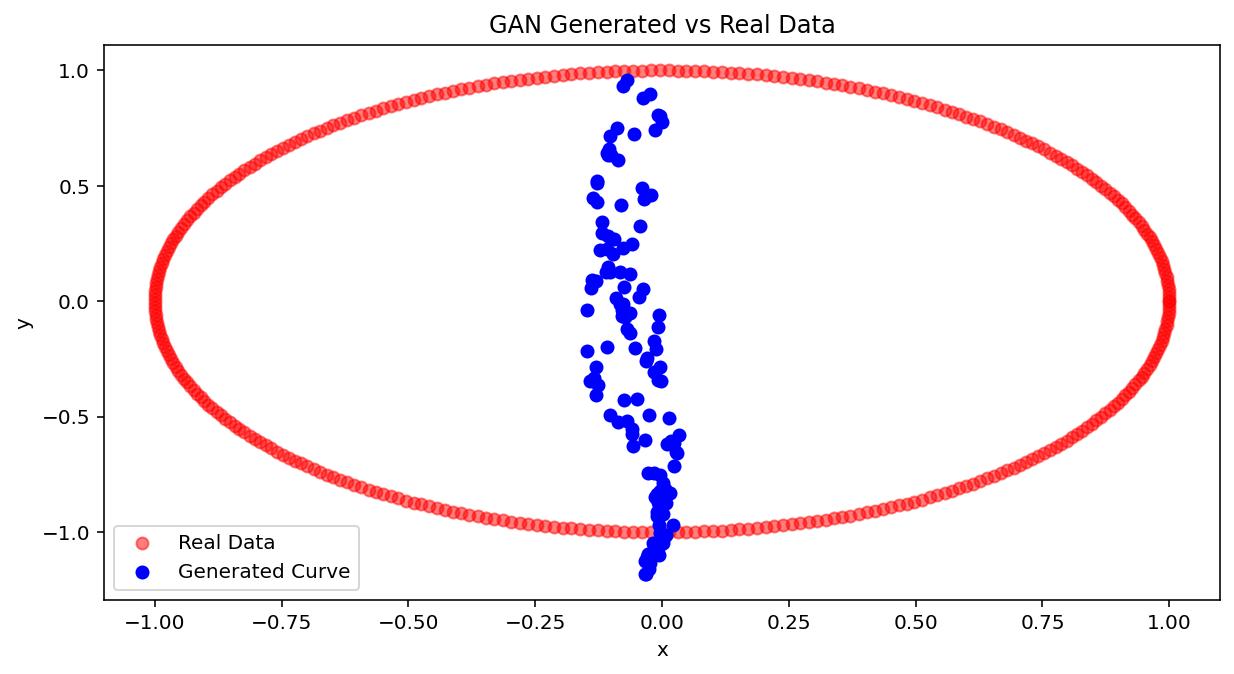 GAN Generated vs Real Data
1.0
0.5
0.0
−0.5
−1.0
y
Real Data
Generated Curve
−1.00 −0.75 −0.50 −0.25 0.00 0.25 0.50 0.75 1.00
x